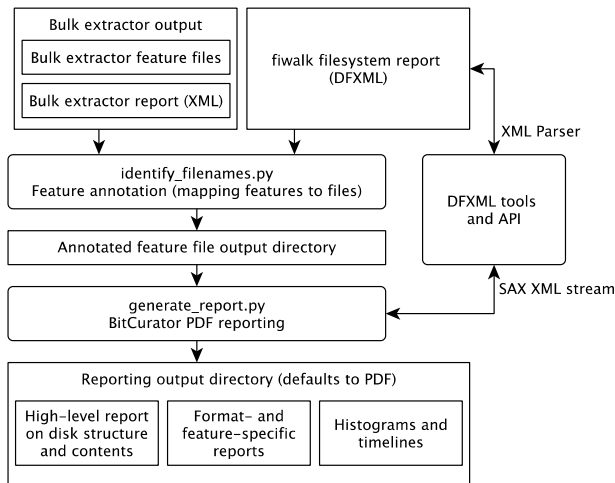 Bulk extractor output
Bulk extractor feature files
Bulk extractor report (XML)
fiwalk filesystem report
(DFXML)
XML Parser
identify_filenames.py
Feature annotation (mapping features to files)
DFXML tools
and API
Annotated feature file output directory
SAX XML stream
generate_report.py
BitCurator PDF reporting
Reporting output directory (defaults to PDF)
High-level report
on disk structure
and contents
Format- and
feature-specific
reports
Histograms and
timelines